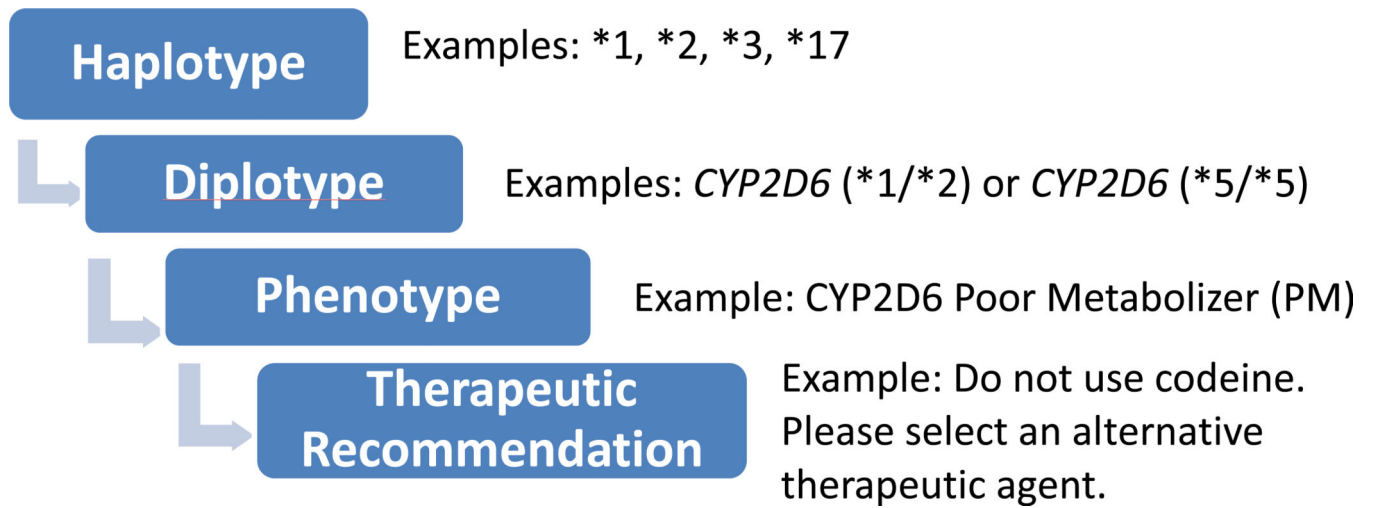 Haplotype
Examples: *1, *2, *3, *17
Diplotype
Examples: CYP2D6 (*1/*2) or CYP2D6 (*5/*5)
Phenotype
Example: CYP2D6 Poor Metabolizer (PM)
Therapeutic
Recommendation
Example: Do not use codeine.
Please select an alternative
therapeutic agent.